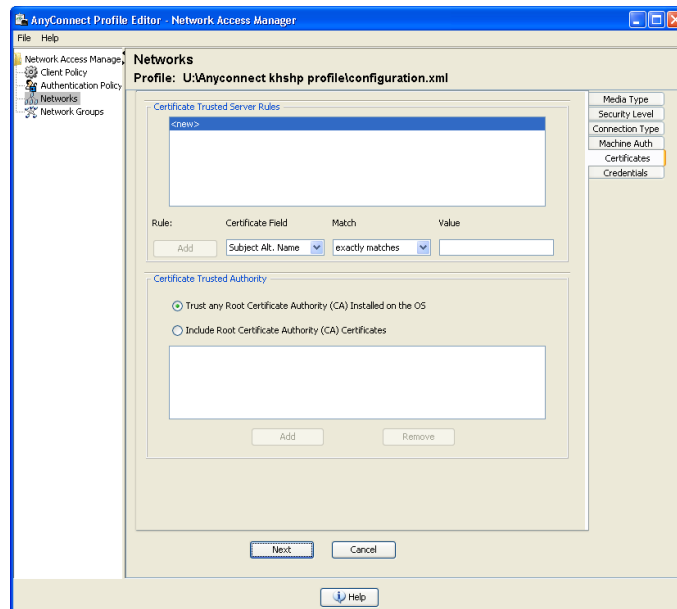 AnyConnect Profile Editor - Network Access Manager
File Help
Network Access Manage
Client Policy
Authentication Policy
Networks
Network Groups
Networks
Profile: U:\Anyconnect khshp profile\configuration.xml
Media Type
Security Level
Connection Type
Machine Auth
Certificates
Credentials
Certificate Trusted Server Rules
<new>
Rule: Certificate Field Match Value
Add Subject Alt. Name exactly matches
Certificate Trusted Authority
Trust any Root Certificate Authority (CA) Installed on the OS
Include Root Certificate Authority (CA) Certificates
Add Remove
Next Cancel
Help